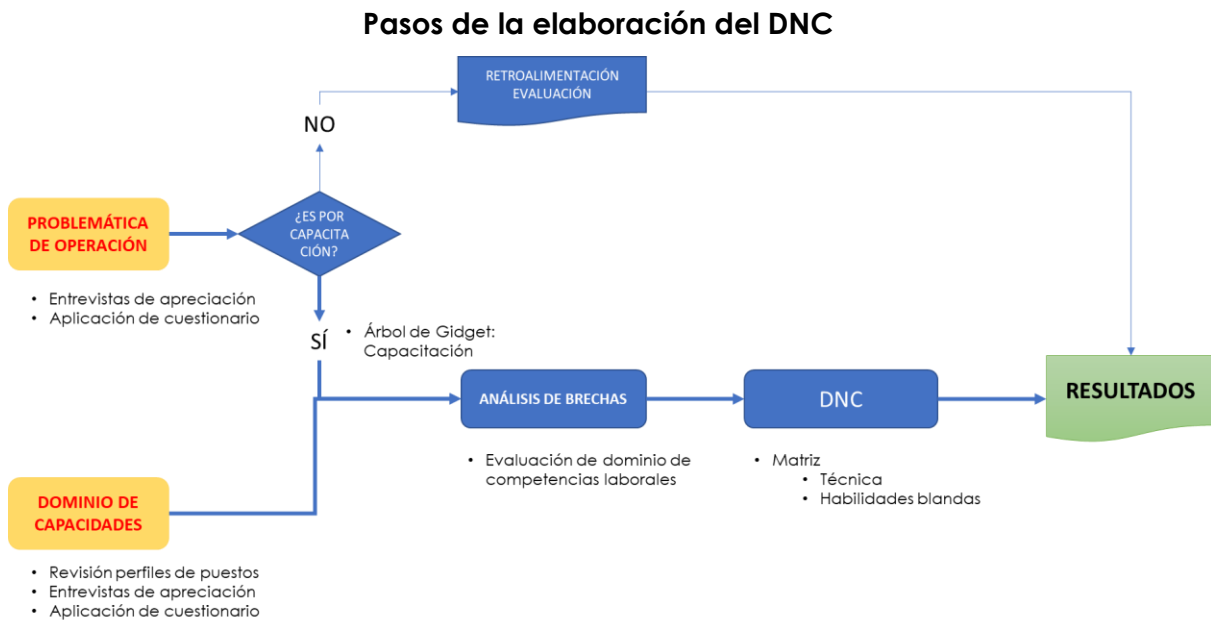 Pasos de la elaboración del DNC
RETROALIMENTACIÓN
EVALUACIÓN
NO
PROBLEMÁTICA
DE OPERACIÓN
¿ES POR
CAPACITA
CIÓN?
• Entrevistas de apreciación
• Aplicación de cuestionario
SÍ
• Árbol de Gidget:
Capacitación
ANÁLISIS DE BRECHAS
DNC
RESULTADOS
• Evaluación de dominio de
competencias laborales
• Matriz
• Técnica
• Habilidades blandas
DOMINIO DE
CAPACIDADES
• Revisión perfiles de puestos
• Entrevistas de apreciación
• Aplicación de cuestionario